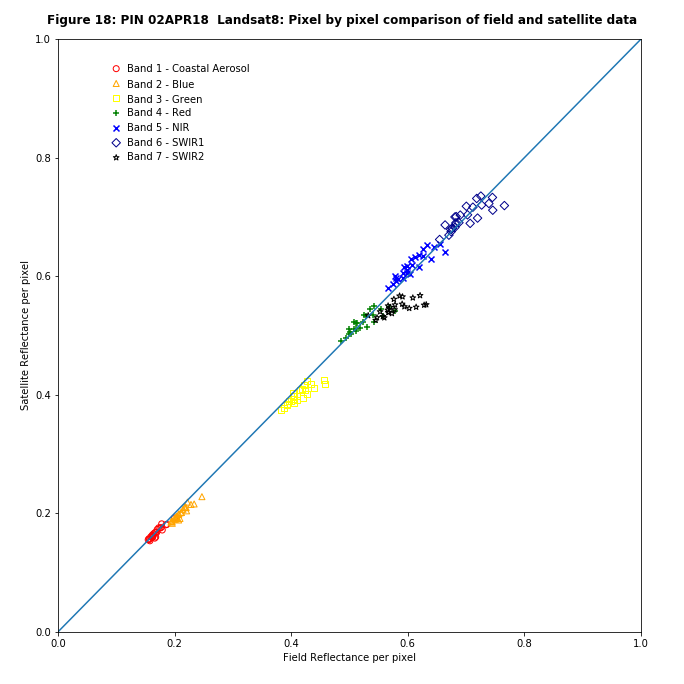 Figure 18: PIN 02APR18 Landsat8: Pixel by pixel comparison of field and satellite data
1.0
Band 1 - Coastal Aerosol
Band 2 - Blue
Band 3 - Green
Band 4 - Red
Band 5 - NIR
Band 6 - SWIR1
Band 7 - SWIR2
0.8
0.6
0.4
0.2
0.0
Satellite Reflectance per pixel
0.0 0.2 0.4 0.6 0.8 1.0
Field Reflectance per pixel